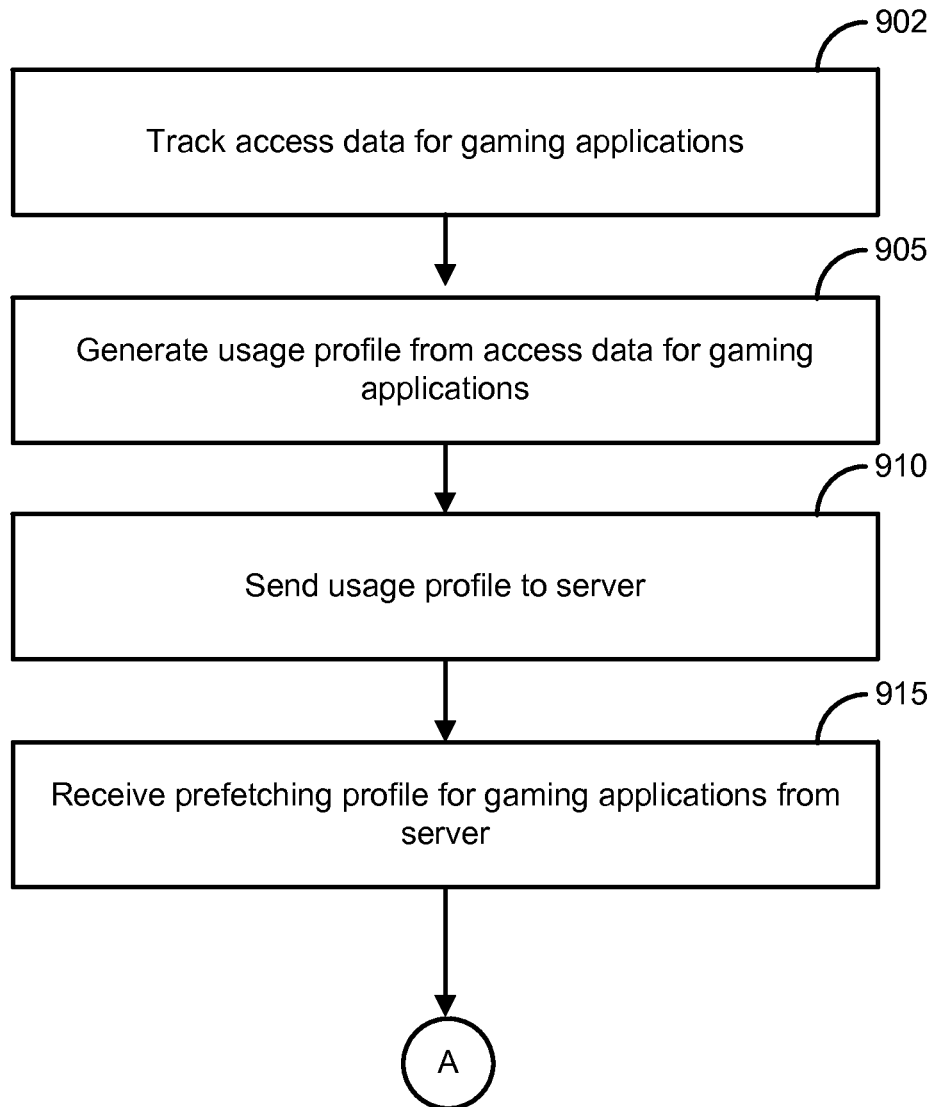 902
Track access data for gaming applications
905
Generate usage profile from access data for gaming
applications
910
Send usage profile to server
915
Receive prefetching profile for gaming applications from
server
A